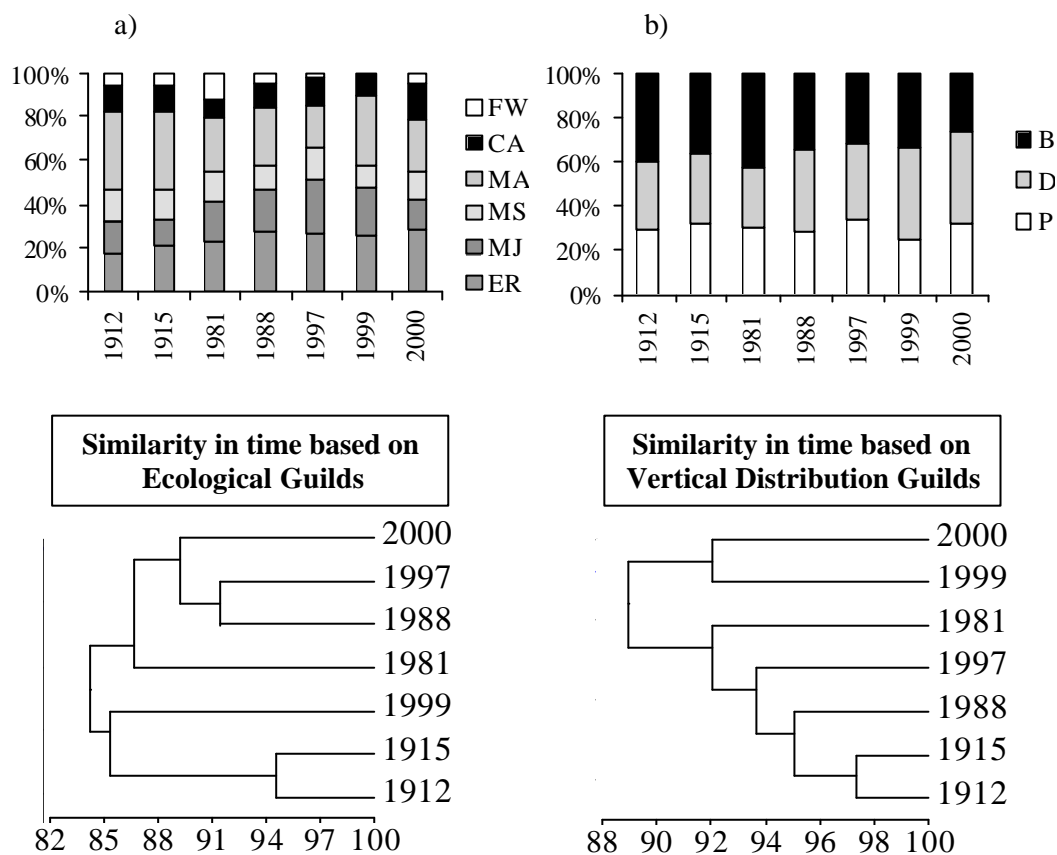 a)
100%
80%
60%
40%
20%
0%
1912
1915
1981
1988
1997
1999
2000
FW
CA
MA
MS
MJ
ER
b)
100%
80%
60%
40%
20%
0%
1912
1915
1981
1988
1997
1999
2000
B
D
P
Similarity in time based on
Ecological Guilds
2000
1997
1988
1981
1999
1915
1912
82 85 88 91 94 97 100
Similarity in time based on
Vertical Distribution Guilds
2000
1999
1981
1997
1988
1915
1912
88 90 92 94 96 98 100